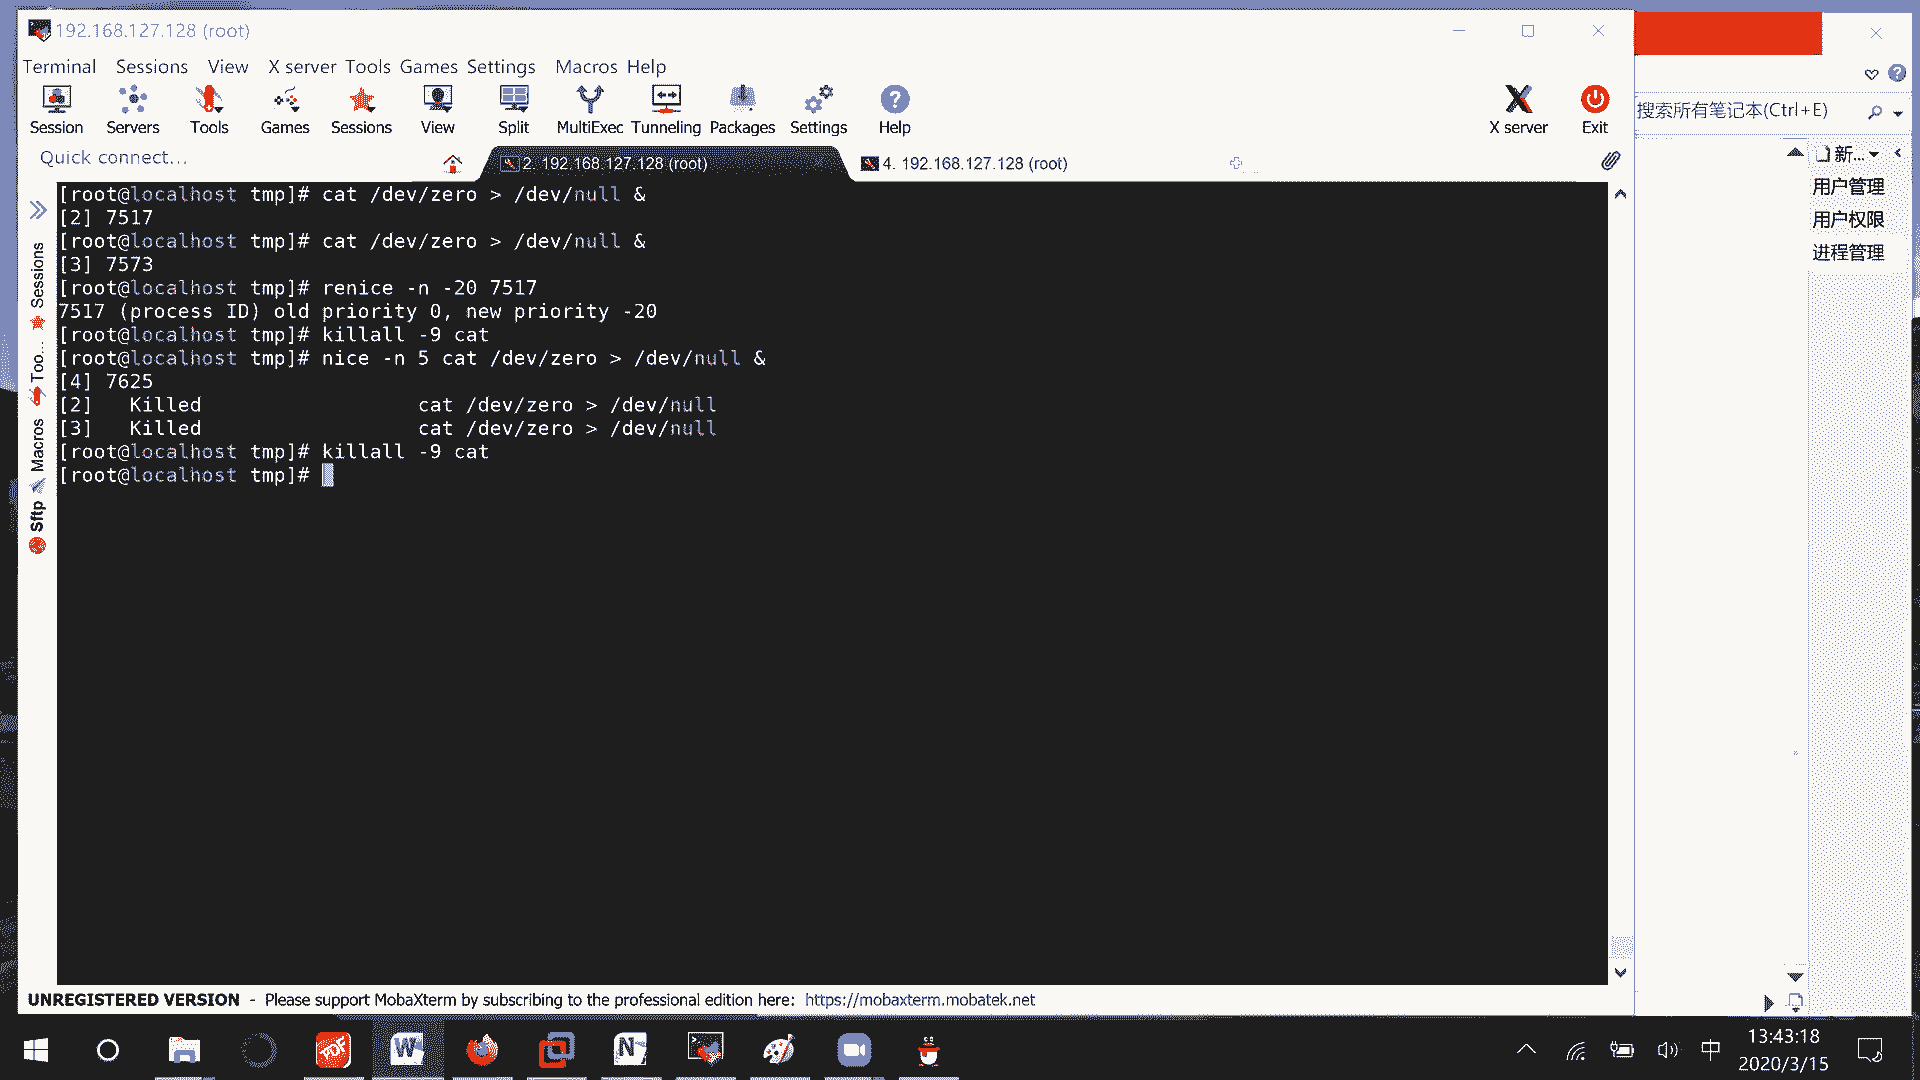 192.168.127.128 (root)
Terminal Sessions View X server Tools Games Settings Macros Help
Session Servers Tools Games Sessions View Split MultiExec Tunneling Packages Settings Help X server Exit
搜索所有笔记本(Ctrl+E)
Quick connect...
2. 192.168.127.128 (root)
4. 192.168.127.128 (root)
新...
用户管理
用户权限
进程管理
Sessions
Too...
Macros
Sftp
[root@localhost tmp]# cat /dev/zero > /dev/null &
[2] 7517
[root@localhost tmp]# cat /dev/zero > /dev/null &
[3] 7573
[root@localhost tmp]# renice -n -20 7517
7517 (process ID) old priority 0, new priority -20
[root@localhost tmp]# killall -9 cat
[root@localhost tmp]# nice -n 5 cat /dev/zero > /dev/null &
[4] 7625
[2]   Killed                  cat /dev/zero > /dev/null
[3]   Killed                  cat /dev/zero > /dev/null
[root@localhost tmp]# killall -9 cat
[root@localhost tmp]#
UNREGISTERED VERSION - Please support MobaXterm by subscribing to the professional edition here: https://mobaxterm.mobatek.net
PDF
W
N
中
13:43:18
2020/3/15